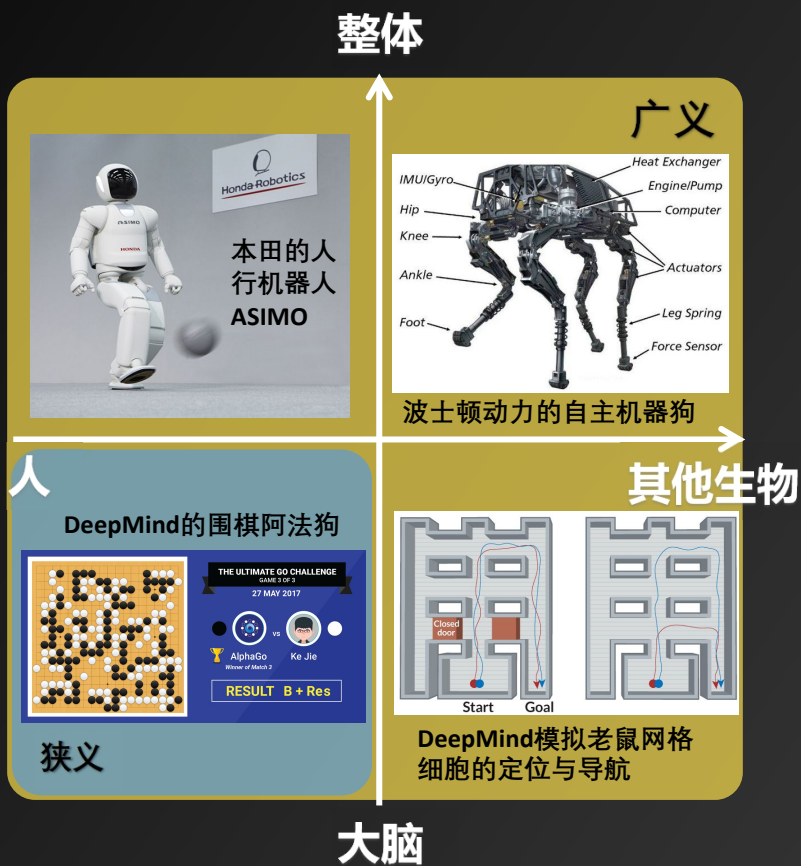 整体
广义
Honda Robotics
ASIMO
HONDA
本田的人
行机器人
ASIMO
Heat Exchanger
IMU/Gyro
Engine/Pump
Hip
Computer
Knee
Actuators
Ankle
Leg Spring
Foot
Force Sensor
波士顿动力的自主机器狗
人
其他生物
DeepMind的围棋阿法狗
THE ULTIMATE GO CHALLENGE
GAME 3 OF 3
27 MAY 2017
VS
AlphaGo
Ke Jie
Winner of Match 3
RESULT B + Res
狭义
Closed
door
Start
Goal
DeepMind模拟老鼠网格
细胞的定位与导航
大脑